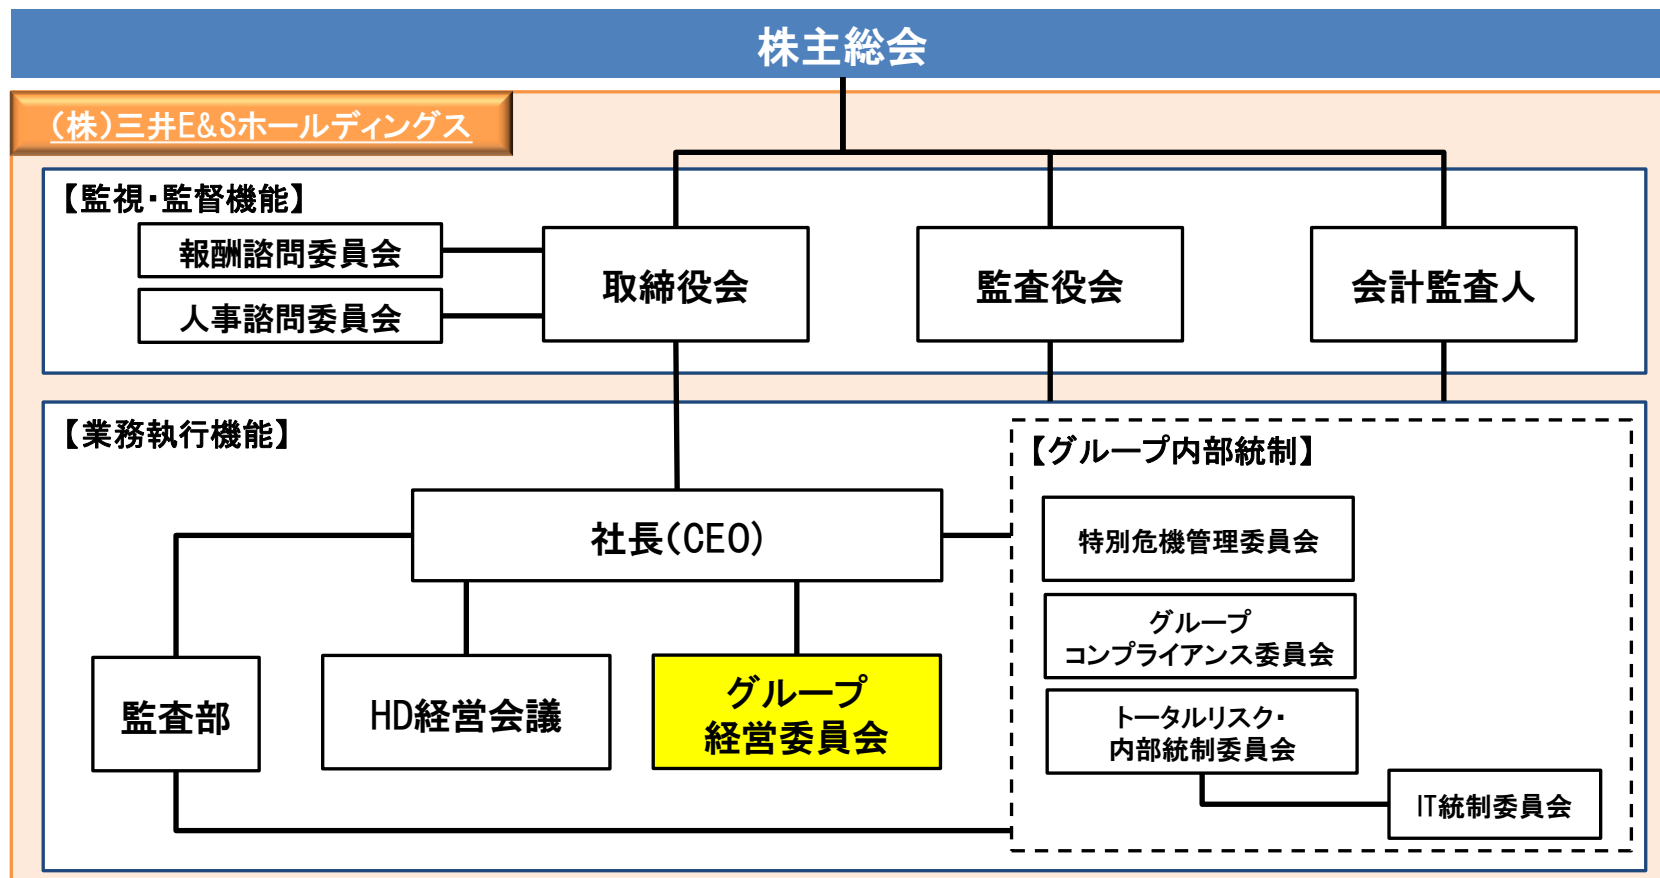 株主総会
（株）三井E&Sホールディングス
【監視・監督機能】
報酬諮問委員会
人事諮問委員会
取締役会
監査役会
会計監査人
【業務執行機能】
【グループ内部統制】
社長（CEO）
特別危機管理委員会
グループ
コンプライアンス委員会
監査部
HD経営会議
グループ
経営委員会
トータルリスク・
内部統制委員会
IT統制委員会